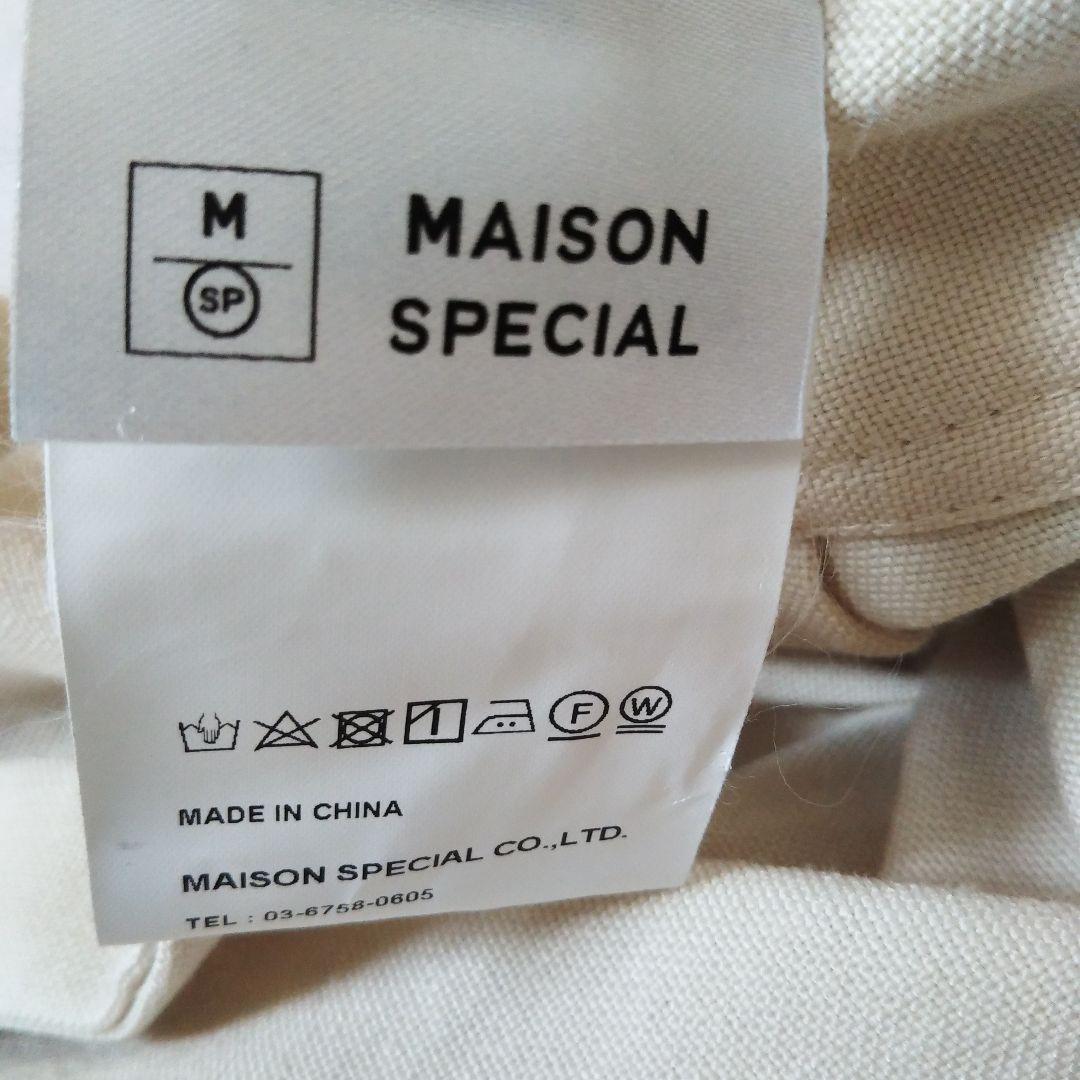 M
SP
MAISON
SPECIAL
F
W
MADE IN CHINA
MAISON SPECIAL CO.,LTD.
TEL : 03-6758-0605